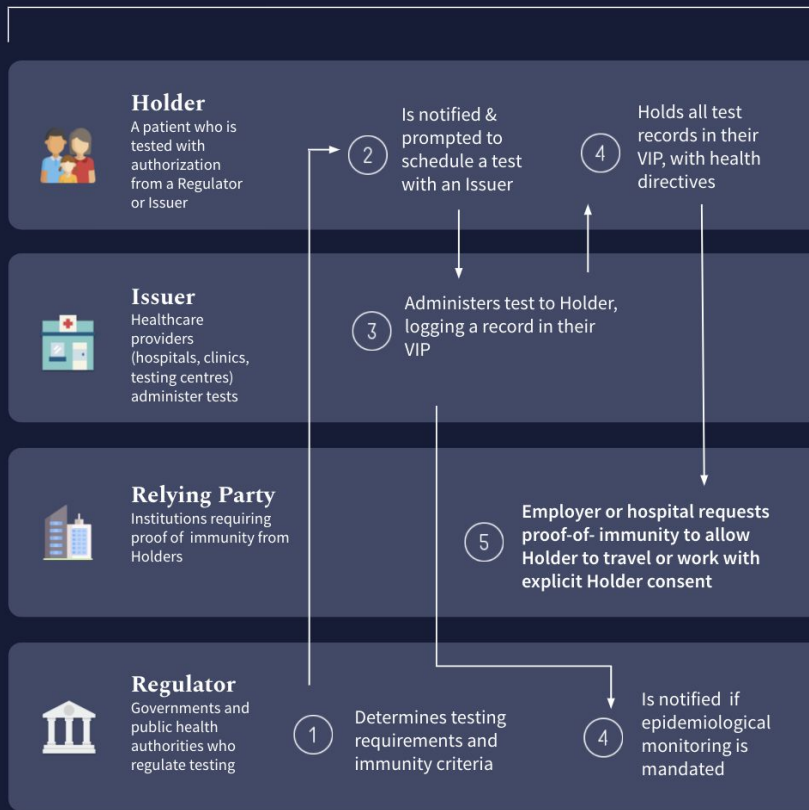 Holder
A patient who is
tested with
authorization
from a Regulator
or Issuer
2
Is notified &
prompted to
schedule a test
with an Issuer
4
Holds all test
records in their
VIP, with health
directives
Issuer
Healthcare
providers
(hospitals, clinics,
testing centres)
administer tests
3
Administers test to Holder,
logging a record in their
VIP
Relying Party
Institutions requiring
proof of immunity from
Holders
5
Employer or hospital requests
proof-of- immunity to allow
Holder to travel or work with
explicit Holder consent
Regulator
Governments and
public health
authorities who
regulate testing
1
Determines testing
requirements and
immunity criteria
4
Is notified if
epidemiological
monitoring is
mandated